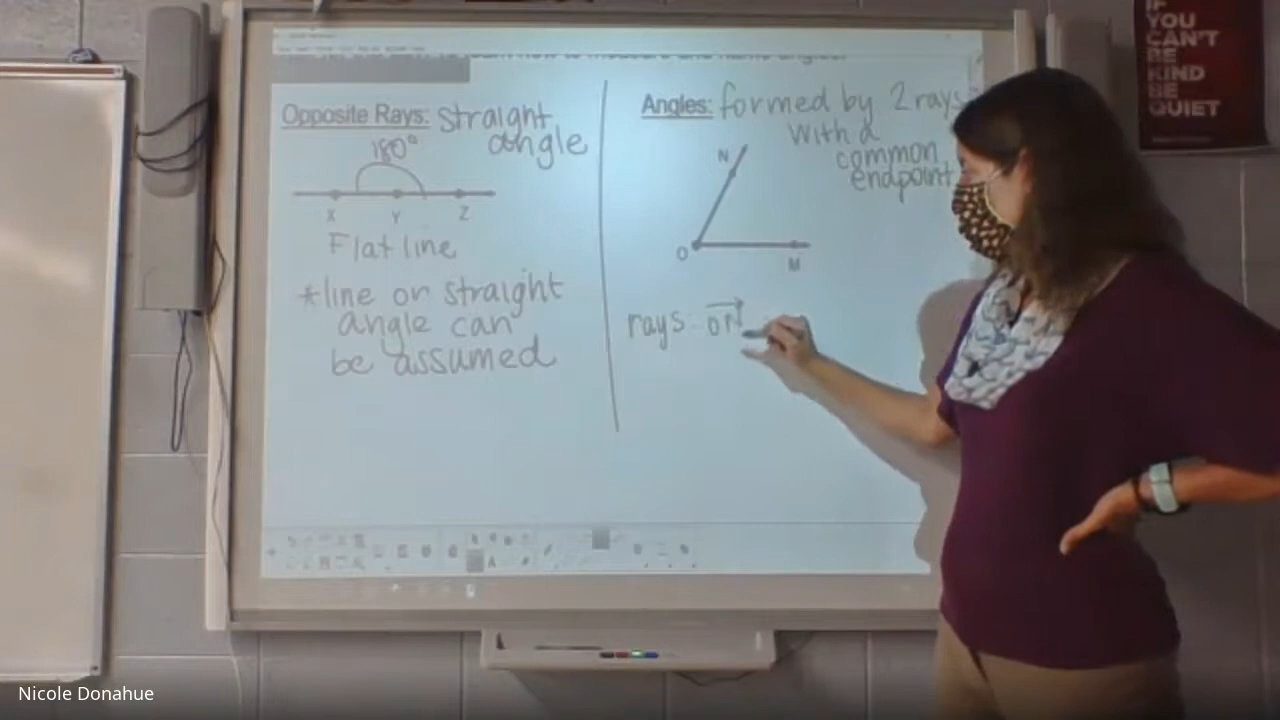 Opposite Rays: straight
angle
180°
X Y Z
Flat line
*line or straight
angle can
be assumed
Angles: formed by 2 rays
with a
common
endpoint
N
O
M
rays:
IF
YOU
CAN'T
BE
KIND
BE
QUIET
Nicole Donahue